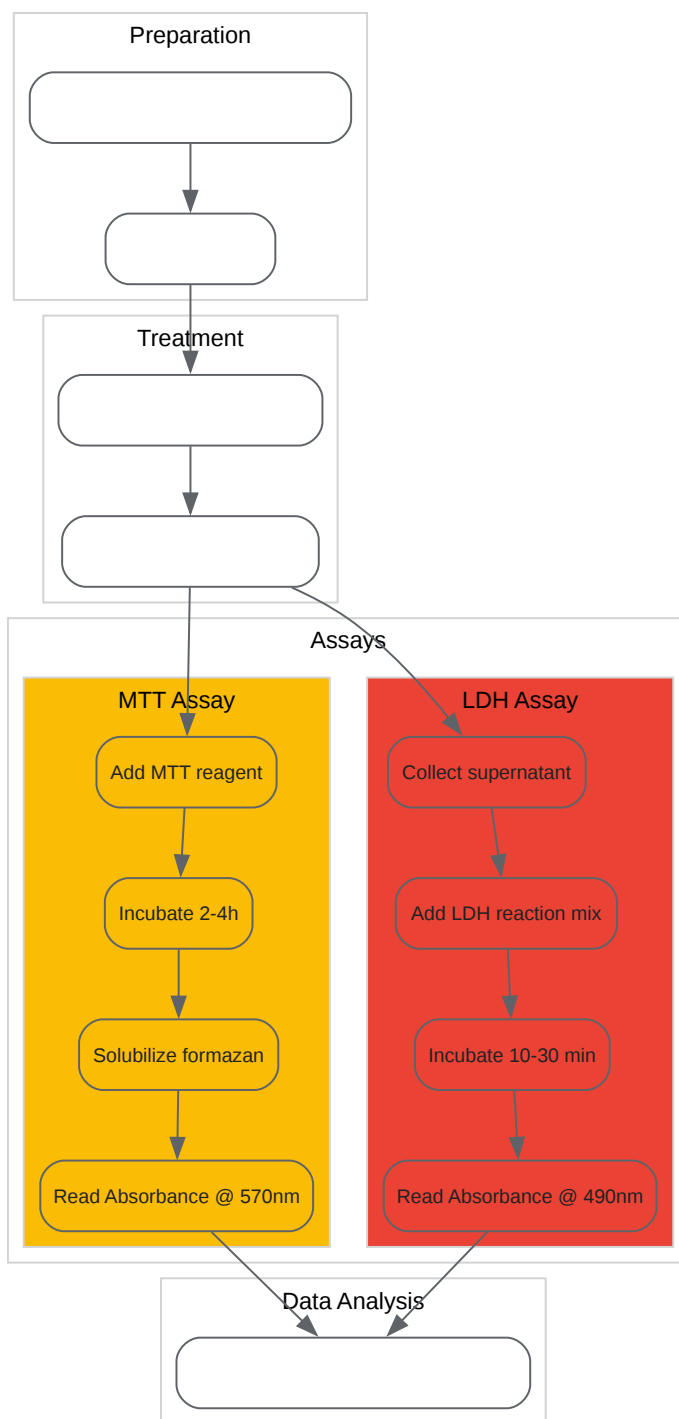 Preparation
Treatment
Assays
MTT Assay
LDH Assay
Add MTT reagent
Collect supernatant
Incubate 2-4h
Add LDH reaction mix
Solubilize formazan
Incubate 10-30 min
Read Absorbance @ 570nm
Read Absorbance @ 490nm
Data Analysis